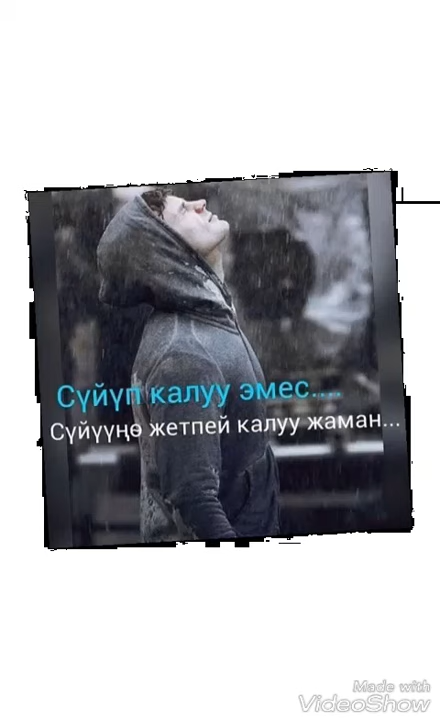 Сүйүп калуу эмес....
Сүйүүңө жетпей калуу жаман...
Made with
VideoShow